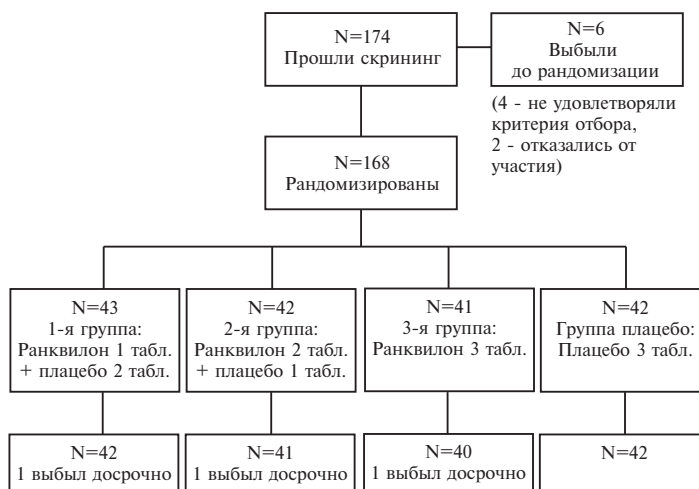 N=174
Прошли скрининг
N=6
Выбыли
до рандомизации
(4 - не удовлетворяли
критерия отбора,
2 - отказались от
участия)
N=168
Рандомизированы
N=43
1-я группа:
Ранквилон 1 табл.
+ плацебо 2 табл.
N=42
2-я группа:
Ранквилон 2 табл.
+ плацебо 1 табл.
N=41
3-я группа:
Ранквилон 3 табл.
N=42
Группа плацебо:
Плацебо 3 табл.
N=42
1 выбыл досрочно
N=41
1 выбыл досрочно
N=40
1 выбыл досрочно
N=42